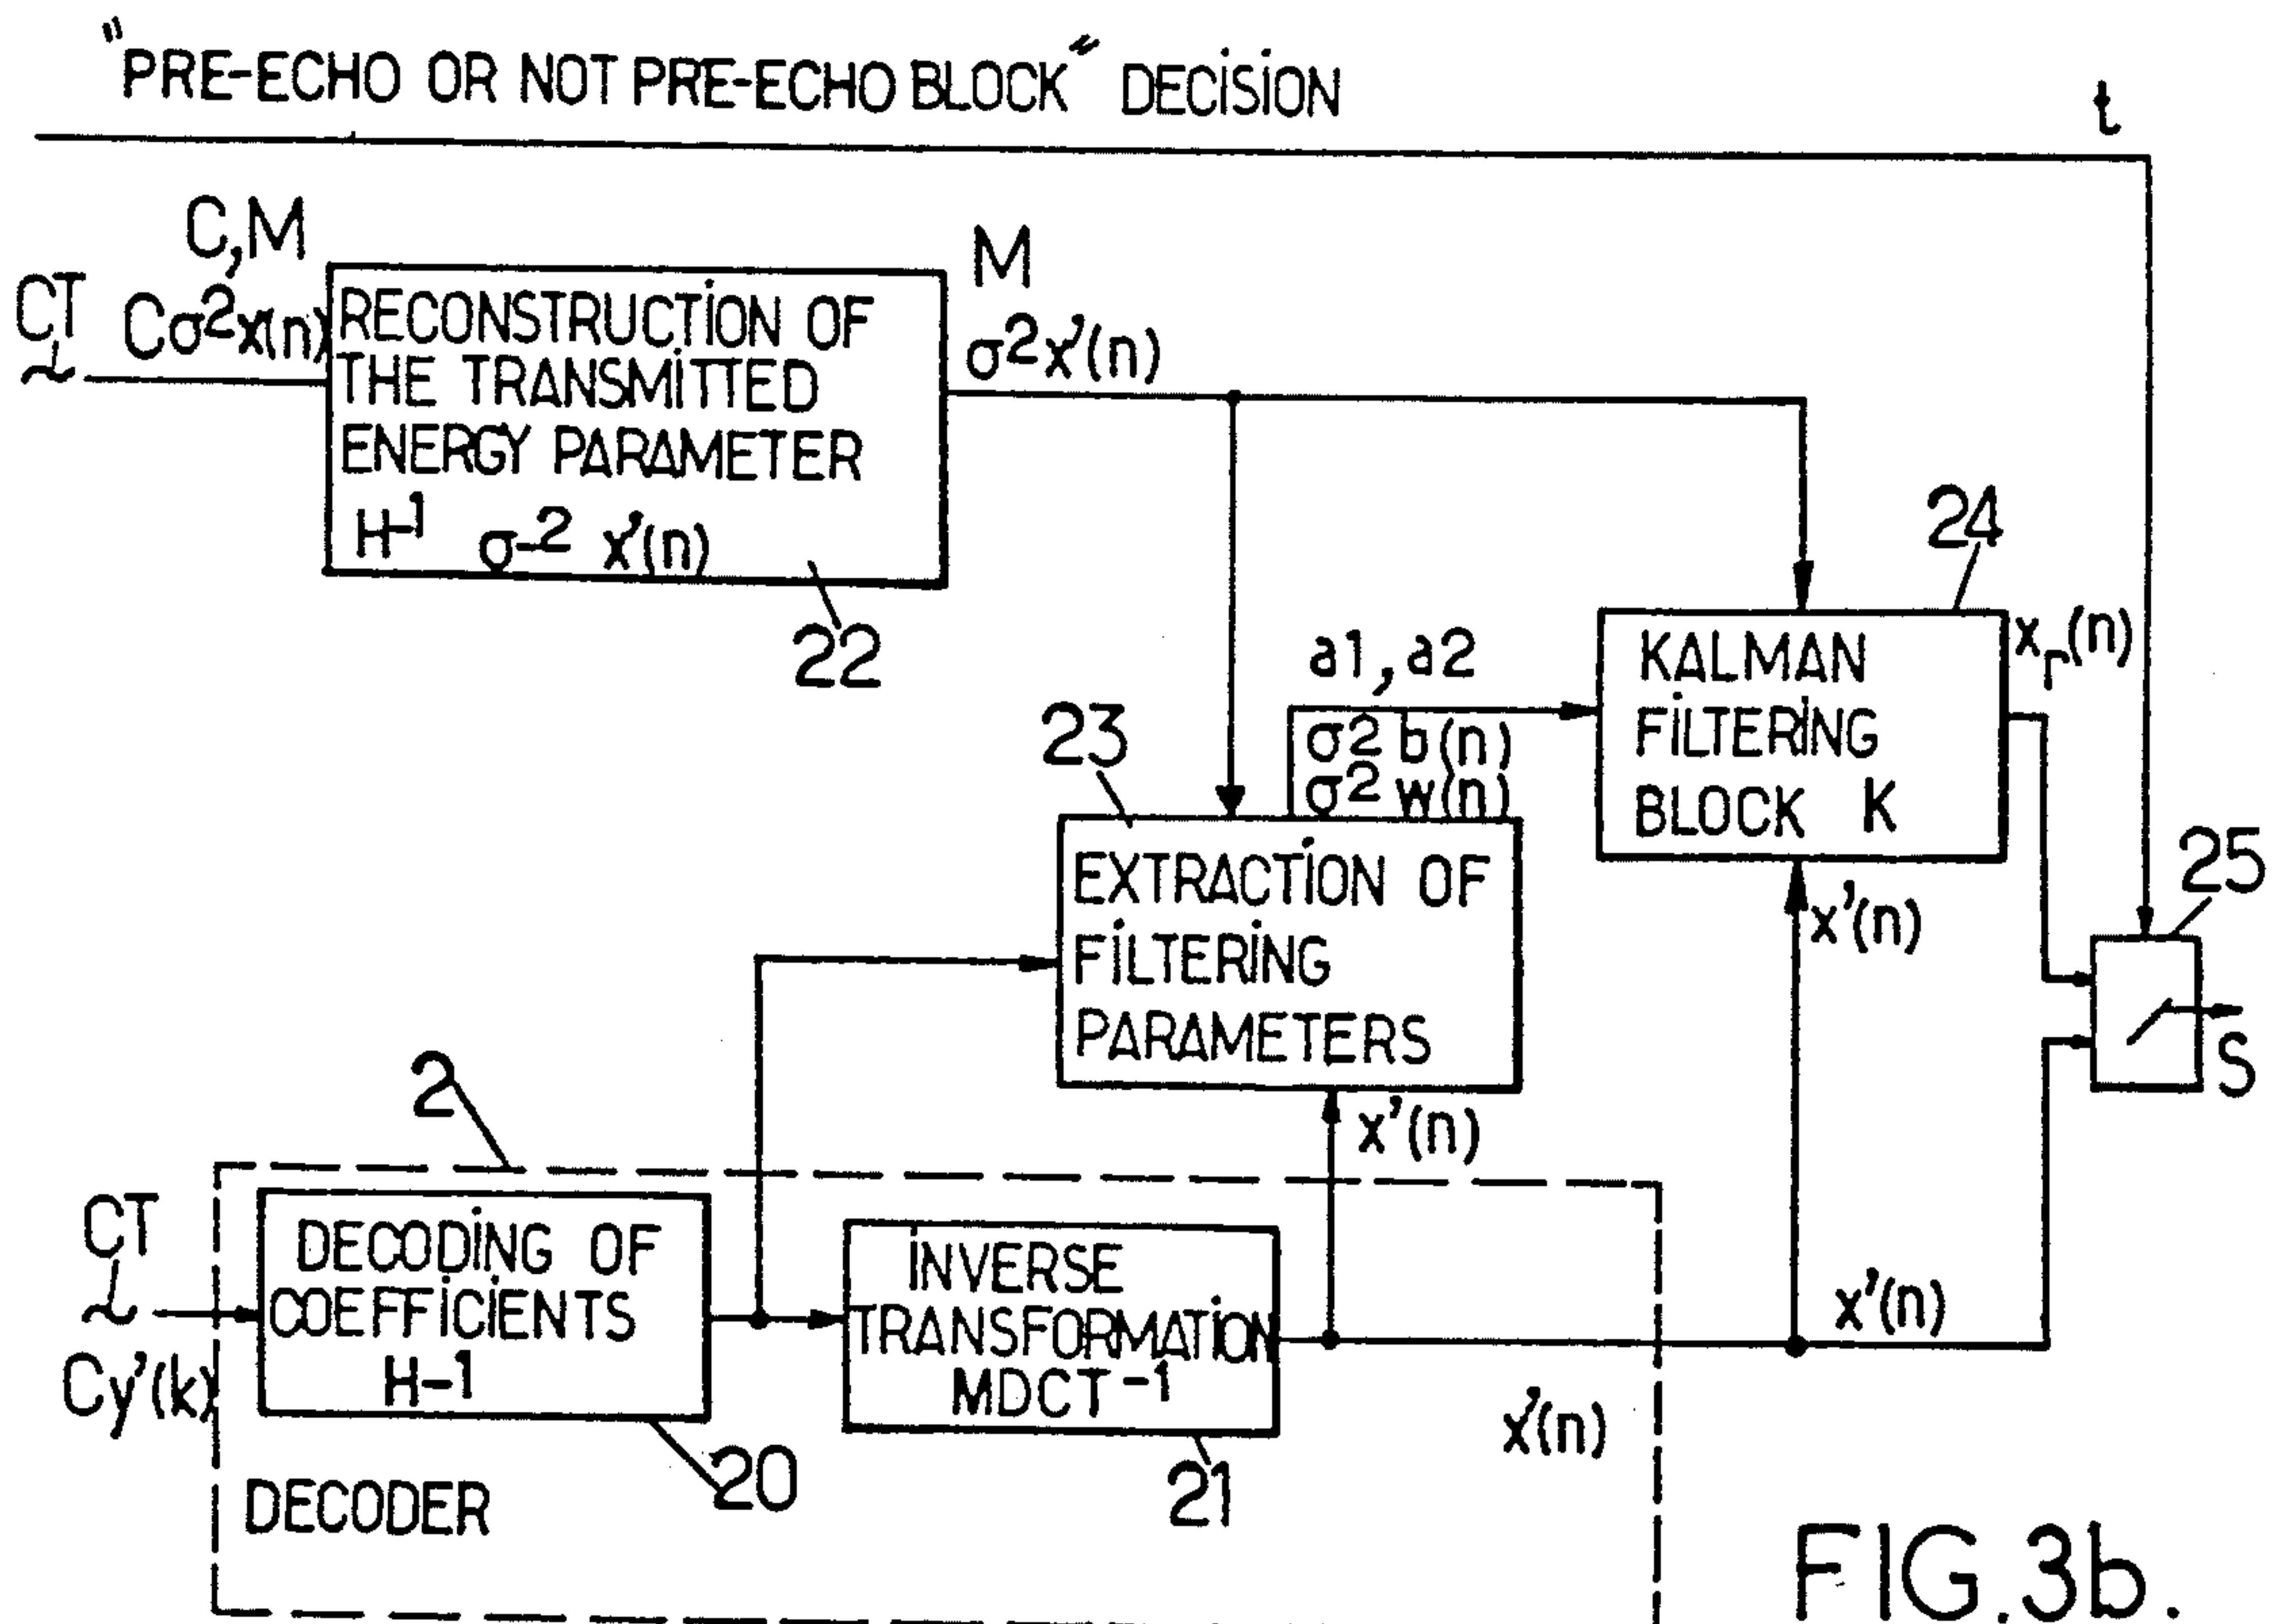 "PRE-ECHO OR NOT PRE-ECHO BLOCK" DECISION
t
C,M
CT
Cσ2x(n)
RECONSTRUCTION OF
THE TRANSMITTED
ENERGY PARAMETER
H-1 σ-2 x'(n)
22
M
σ2x'(n)
24
a1,a2
σ2 b(n)
σ2 w(n)
KALMAN
FILTERING
BLOCK K
xr(n)
23
EXTRACTION OF
FILTERING
PARAMETERS
x'(n)
25
S
2
x'(n)
CT
Cy'(k)
DECODING OF
COEFFICIENTS
H-1
20
INVERSE
TRANSFORMATION
MDCT-1
21
x'(n)
x'(n)
DECODER
FIG.3b.